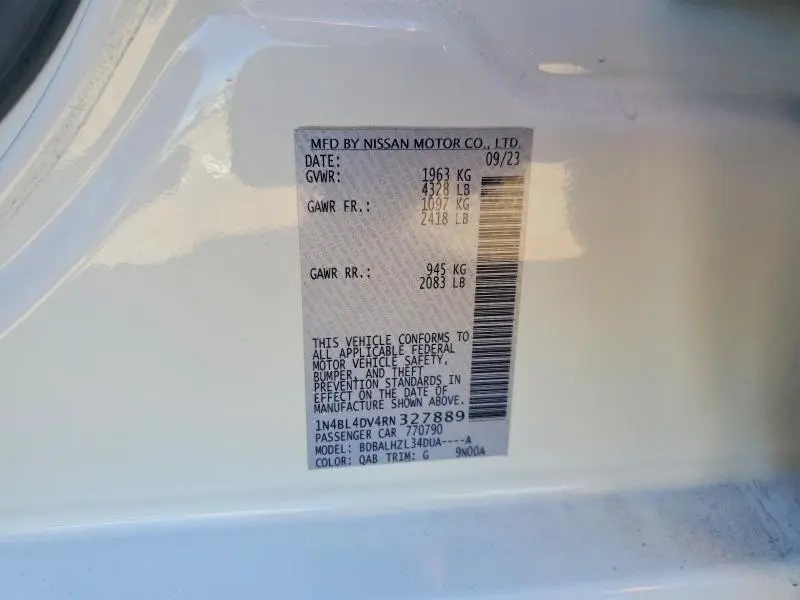 MFD BY NISSAN MOTOR CO., LTD.
DATE: 09/23
GVWR: 1963 KG
4328 LB
GAWR FR.: 1097 KG
2418 LB
GAWR RR.: 945 KG
2083 LB
THIS VEHICLE CONFORMS TO
ALL APPLICABLE FEDERAL
MOTOR VEHICLE SAFETY,
BUMPER, AND THEFT
PREVENTION STANDARDS IN
EFFECT ON THE DATE OF
MANUFACTURE SHOWN ABOVE.
1N4BL4DV4RN327889
PASSENGER CAR 770790
MODEL: BDBALHZL34DUA----A
COLOR: QAB TRIM: G 9N00A